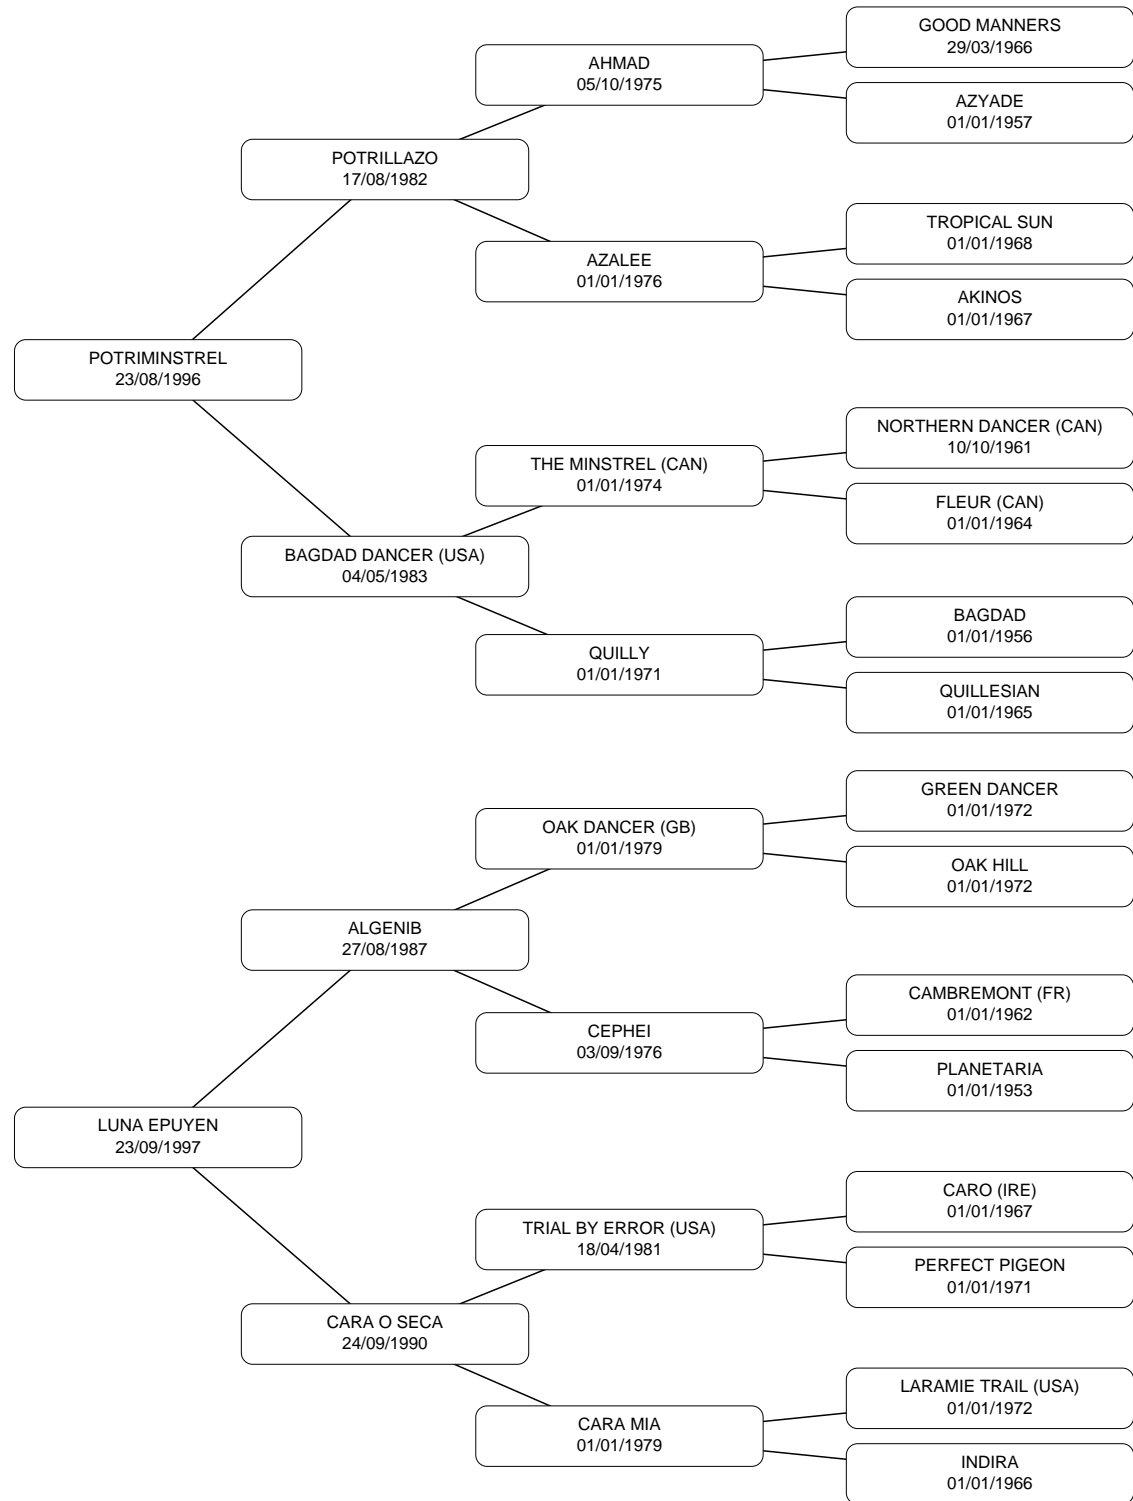 GOOD MANNERS
29/03/1966
AHMAD
05/10/1975
AZYADE
01/01/1957
POTRILLAZO
17/08/1982
TROPICAL SUN
01/01/1968
AZALEE
01/01/1976
AKINOS
01/01/1967
POTRIMINSTREL
23/08/1996
NORTHERN DANCER (CAN)
10/10/1961
THE MINSTREL (CAN)
01/01/1974
FLEUR (CAN)
01/01/1964
BAGDAD DANCER (USA)
04/05/1983
BAGDAD
01/01/1956
QUILLY
01/01/1971
QUILLESIAN
01/01/1965
GREEN DANCER
01/01/1972
OAK DANCER (GB)
01/01/1979
OAK HILL
01/01/1972
ALGENIB
27/08/1987
CAMBREMONT (FR)
01/01/1962
CEPHEI
03/09/1976
PLANETARIA
01/01/1953
LUNA EPUYEN
23/09/1997
CARO (IRE)
01/01/1967
TRIAL BY ERROR (USA)
18/04/1981
PERFECT PIGEON
01/01/1971
CARA O SECA
24/09/1990
LARAMIE TRAIL (USA)
01/01/1972
CARA MIA
01/01/1979
INDIRA
01/01/1966